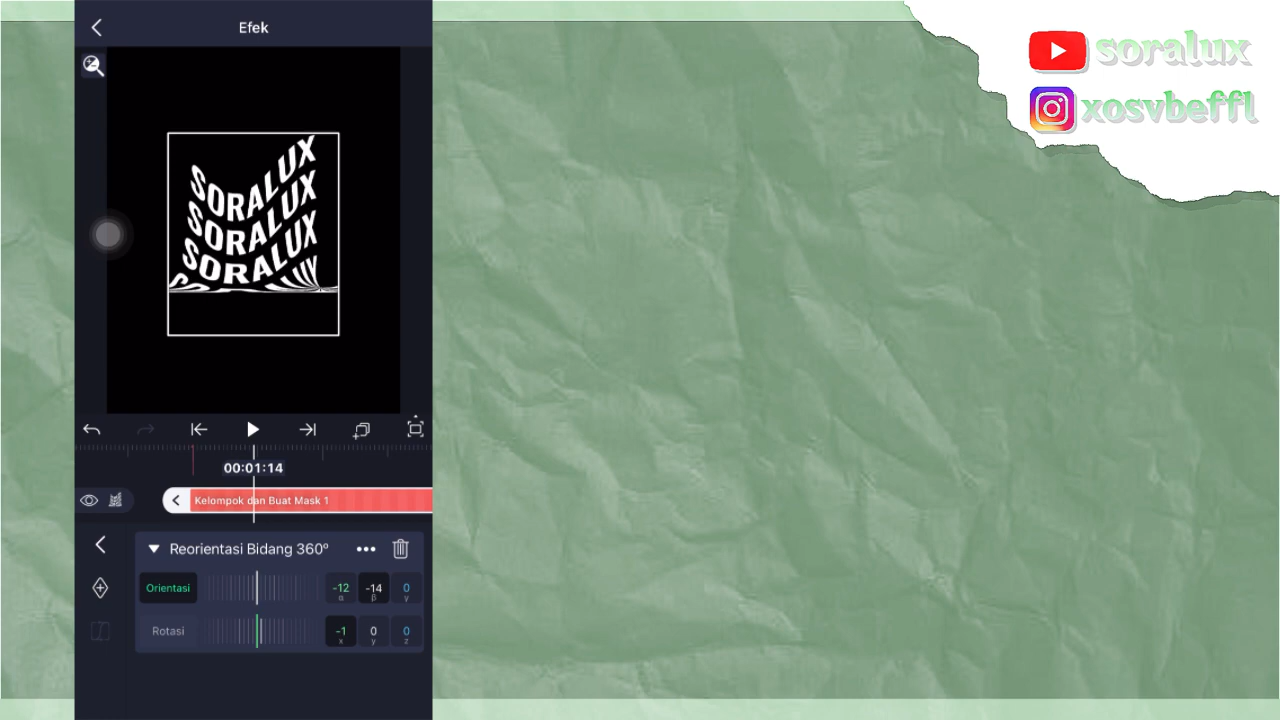 Efek
soralux
xosvbeffl
SORALUX
SORALUX
SORALUX
00:01:14
Kelompok dan Buat Mask 1
Reorientasi Bidang 360°
Orientasi -12 -14 0
α β γ
Rotasi -1 0 0
x y z